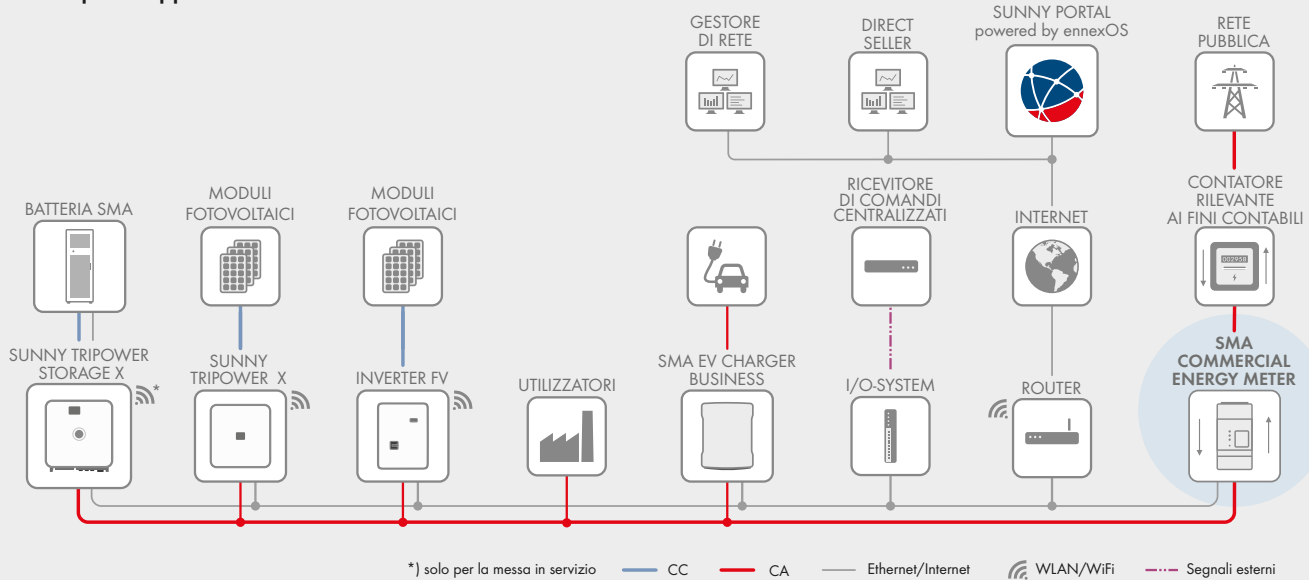 GESTORE
DI RETE
DIRECT
SELLER
SUNNY PORTAL
powered by ennexOS
RETE
PUBBLICA
BATTERIA SMA
MODULI
FOTOVOLTAICI
MODULI
FOTOVOLTAICI
RICEVITORE
DI COMANDI
CENTRALIZZATI
INTERNET
CONTATORE
RILEVANTE
AI FINI CONTABILI
002958
SUNNY TRIPOWER
STORAGE X
*
SUNNY
TRIPOWER X
INVERTER FV
UTILIZZATORI
SMA EV CHARGER
BUSINESS
I/O-SYSTEM
ROUTER
SMA
COMMERCIAL
ENERGY METER
*) solo per la messa in servizio
CC
CA
Ethernet/Internet
WLAN/WiFi
Segnali esterni